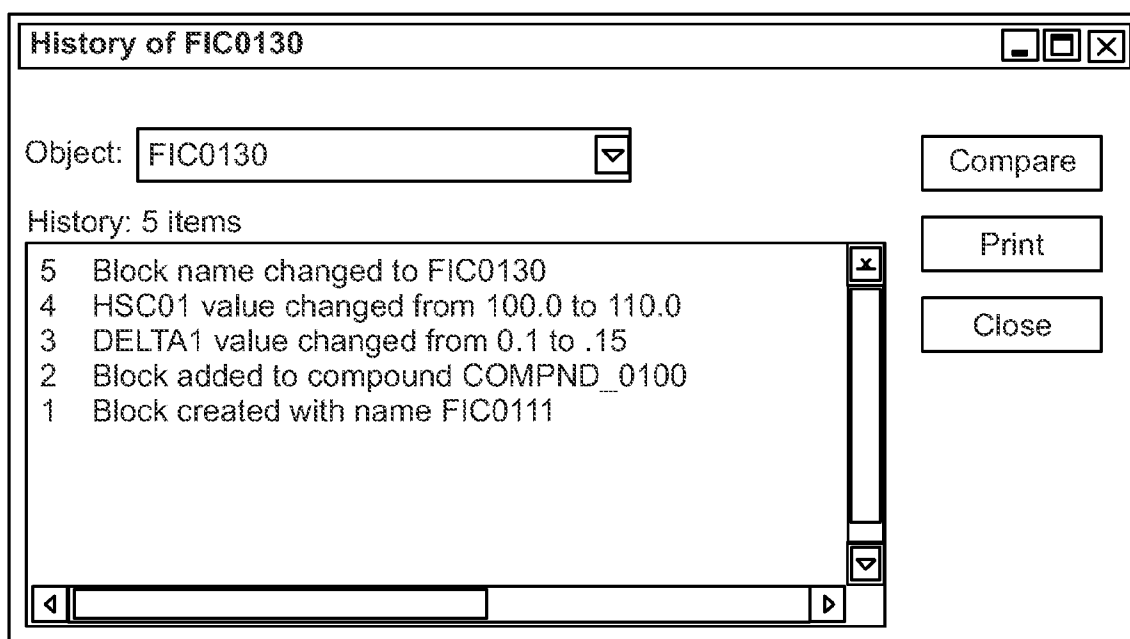 History of FIC0130
Object: FIC0130
Compare
History: 5 items
Print
Close
5 Block name changed to FIC0130
4 HSC01 value changed from 100.0 to 110.0
3 DELTA1 value changed from 0.1 to .15
2 Block added to compound COMPND_0100
1 Block created with name FIC0111